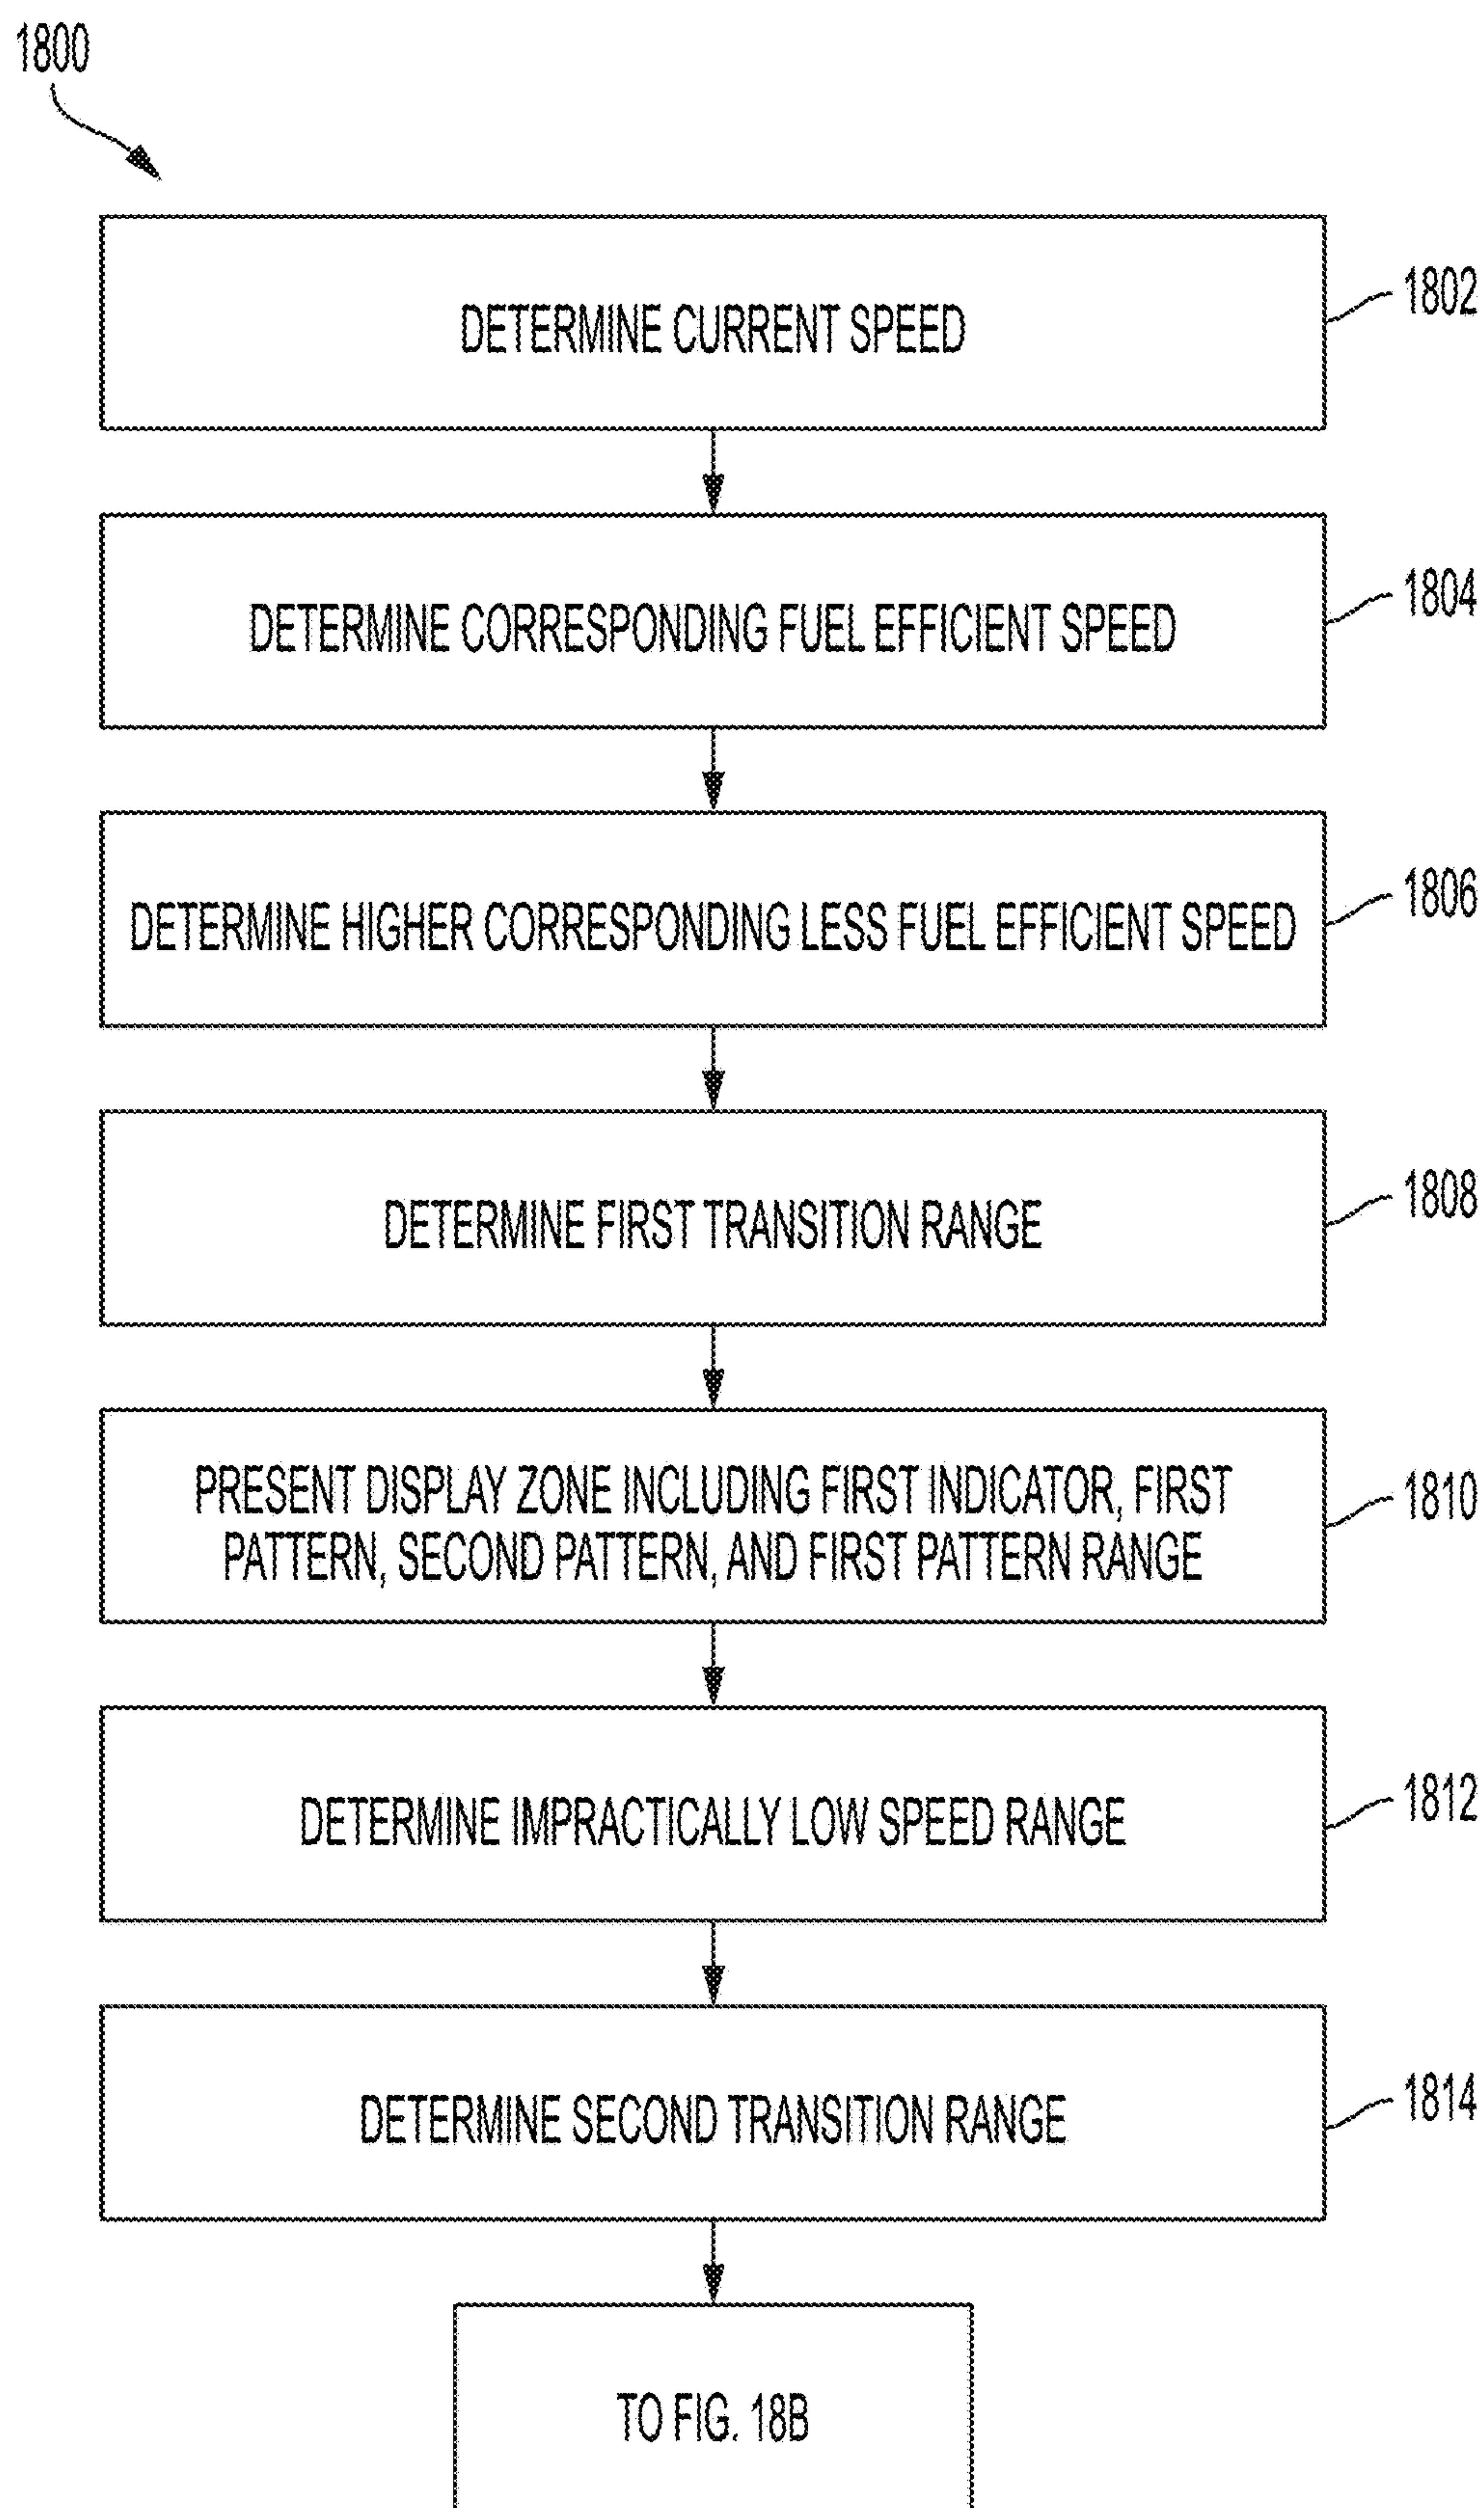 1800
DETERMINE CURRENT SPEED
1802
DETERMINE CORRESPONDING FUEL EFFICIENT SPEED
1804
DETERMINE HIGHER CORRESPONDING LESS FUEL EFFICIENT SPEED
1806
DETERMINE FIRST TRANSITION RANGE
1808
PRESENT DISPLAY ZONE INCLUDING FIRST INDICATOR, FIRST
PATTERN, SECOND PATTERN, AND FIRST PATTERN RANGE
1810
DETERMINE IMPRACTICALLY LOW SPEED RANGE
1812
DETERMINE SECOND TRANSITION RANGE
1814
TO FIG. 18B